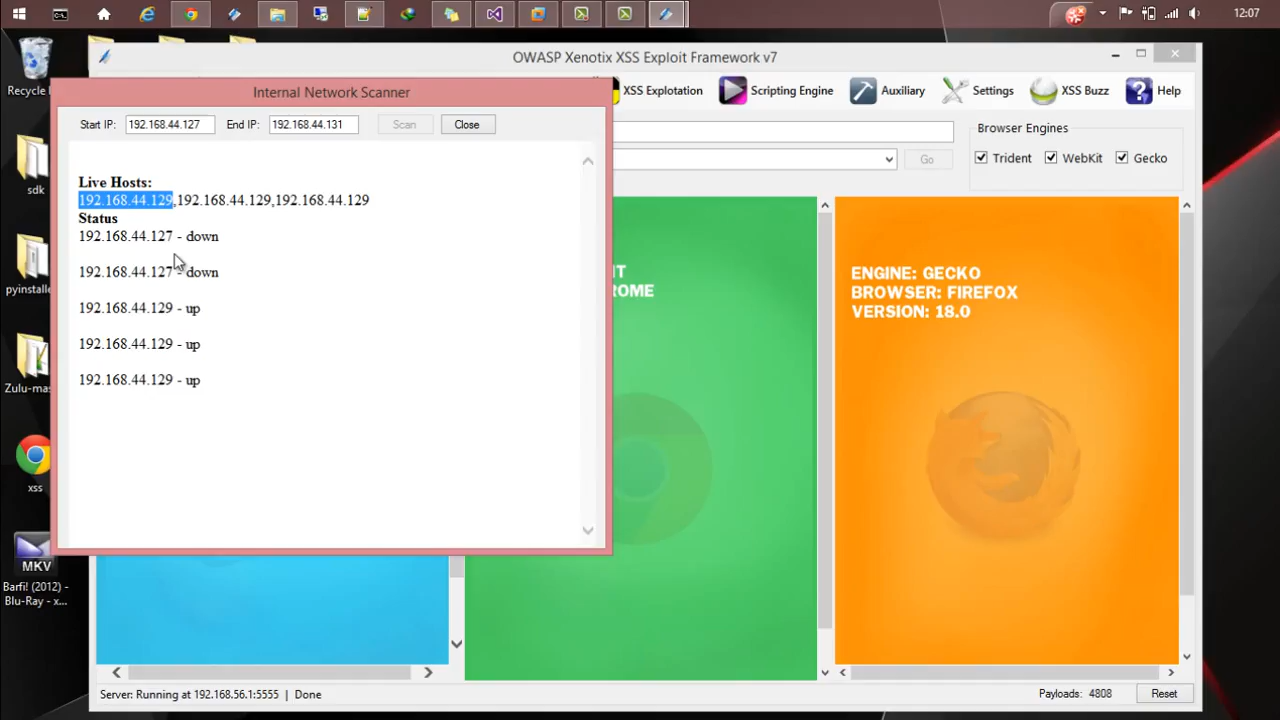 12:07
OWASP Xenotix XSS Exploit Framework v7
Recycle
sdk
pyinstalle
Zulu-mas
xss
MKV
Barfi! (2012) -
Blu-Ray - x...
Internal Network Scanner
Start IP: 192.168.44.127 End IP: 192.168.44.131 Scan Close
Live Hosts:
192.168.44.129,192.168.44.129,192.168.44.129
Status
192.168.44.127 - down
192.168.44.127 - down
192.168.44.129 - up
192.168.44.129 - up
192.168.44.129 - up
XSS Explotation Scripting Engine Auxiliary Settings XSS Buzz Help
Browser Engines
Go
Trident WebKit Gecko
IT
ROME
ENGINE: GECKO
BROWSER: FIREFOX
VERSION: 18.0
Server: Running at 192.168.56.1:5555 | Done
Payloads: 4808 Reset